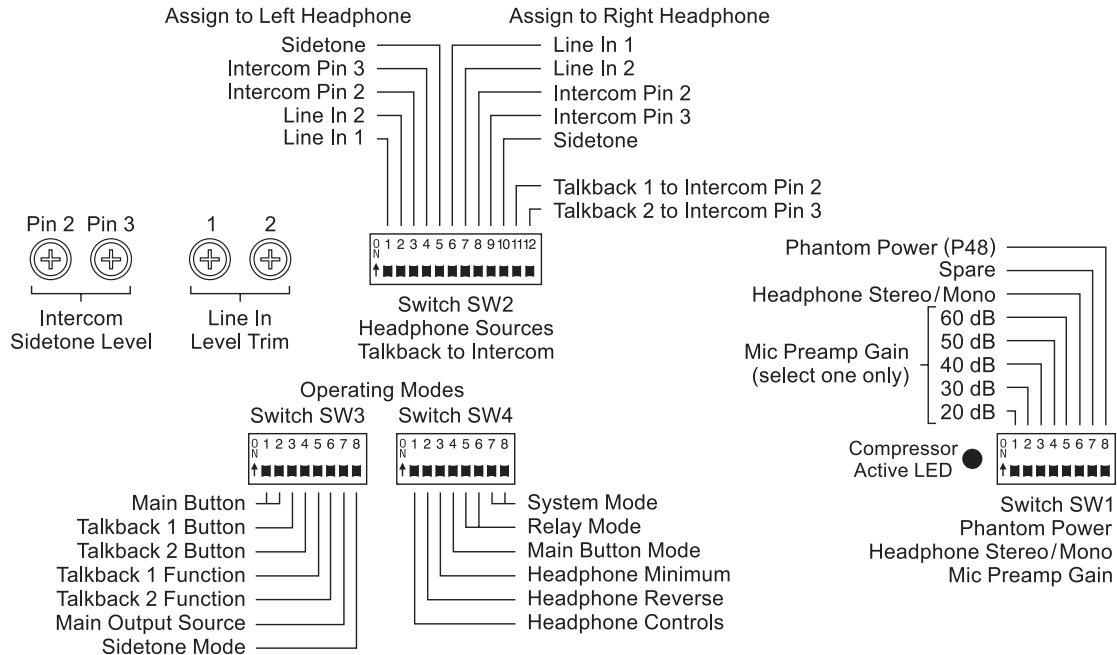 Assign to Left Headphone
Sidetone
Intercom Pin 3
Intercom Pin 2
Line In 2
Line In 1
Assign to Right Headphone
Line In 1
Line In 2
Intercom Pin 2
Intercom Pin 3
Sidetone
Talkback 1 to Intercom Pin 2
Talkback 2 to Intercom Pin 3
Pin 2 Pin 3
Intercom
Sidetone Level
1 2
Line In
Level Trim
ON 1 2 3 4 5 6 7 8 9 10 11 12
Switch SW2
Headphone Sources
Talkback to Intercom
Phantom Power (P48)
Spare
Headphone Stereo/Mono
Mic Preamp Gain
(select one only)
60 dB
50 dB
40 dB
30 dB
20 dB
Compressor
Active LED
ON 1 2 3 4 5 6 7 8
Switch SW1
Phantom Power
Headphone Stereo/Mono
Mic Preamp Gain
Operating Modes
Switch SW3
ON 1 2 3 4 5 6 7 8
Main Button
Talkback 1 Button
Talkback 2 Button
Talkback 1 Function
Talkback 2 Function
Main Output Source
Sidetone Mode
Switch SW4
ON 1 2 3 4 5 6 7 8
System Mode
Relay Mode
Main Button Mode
Headphone Minimum
Headphone Reverse
Headphone Controls